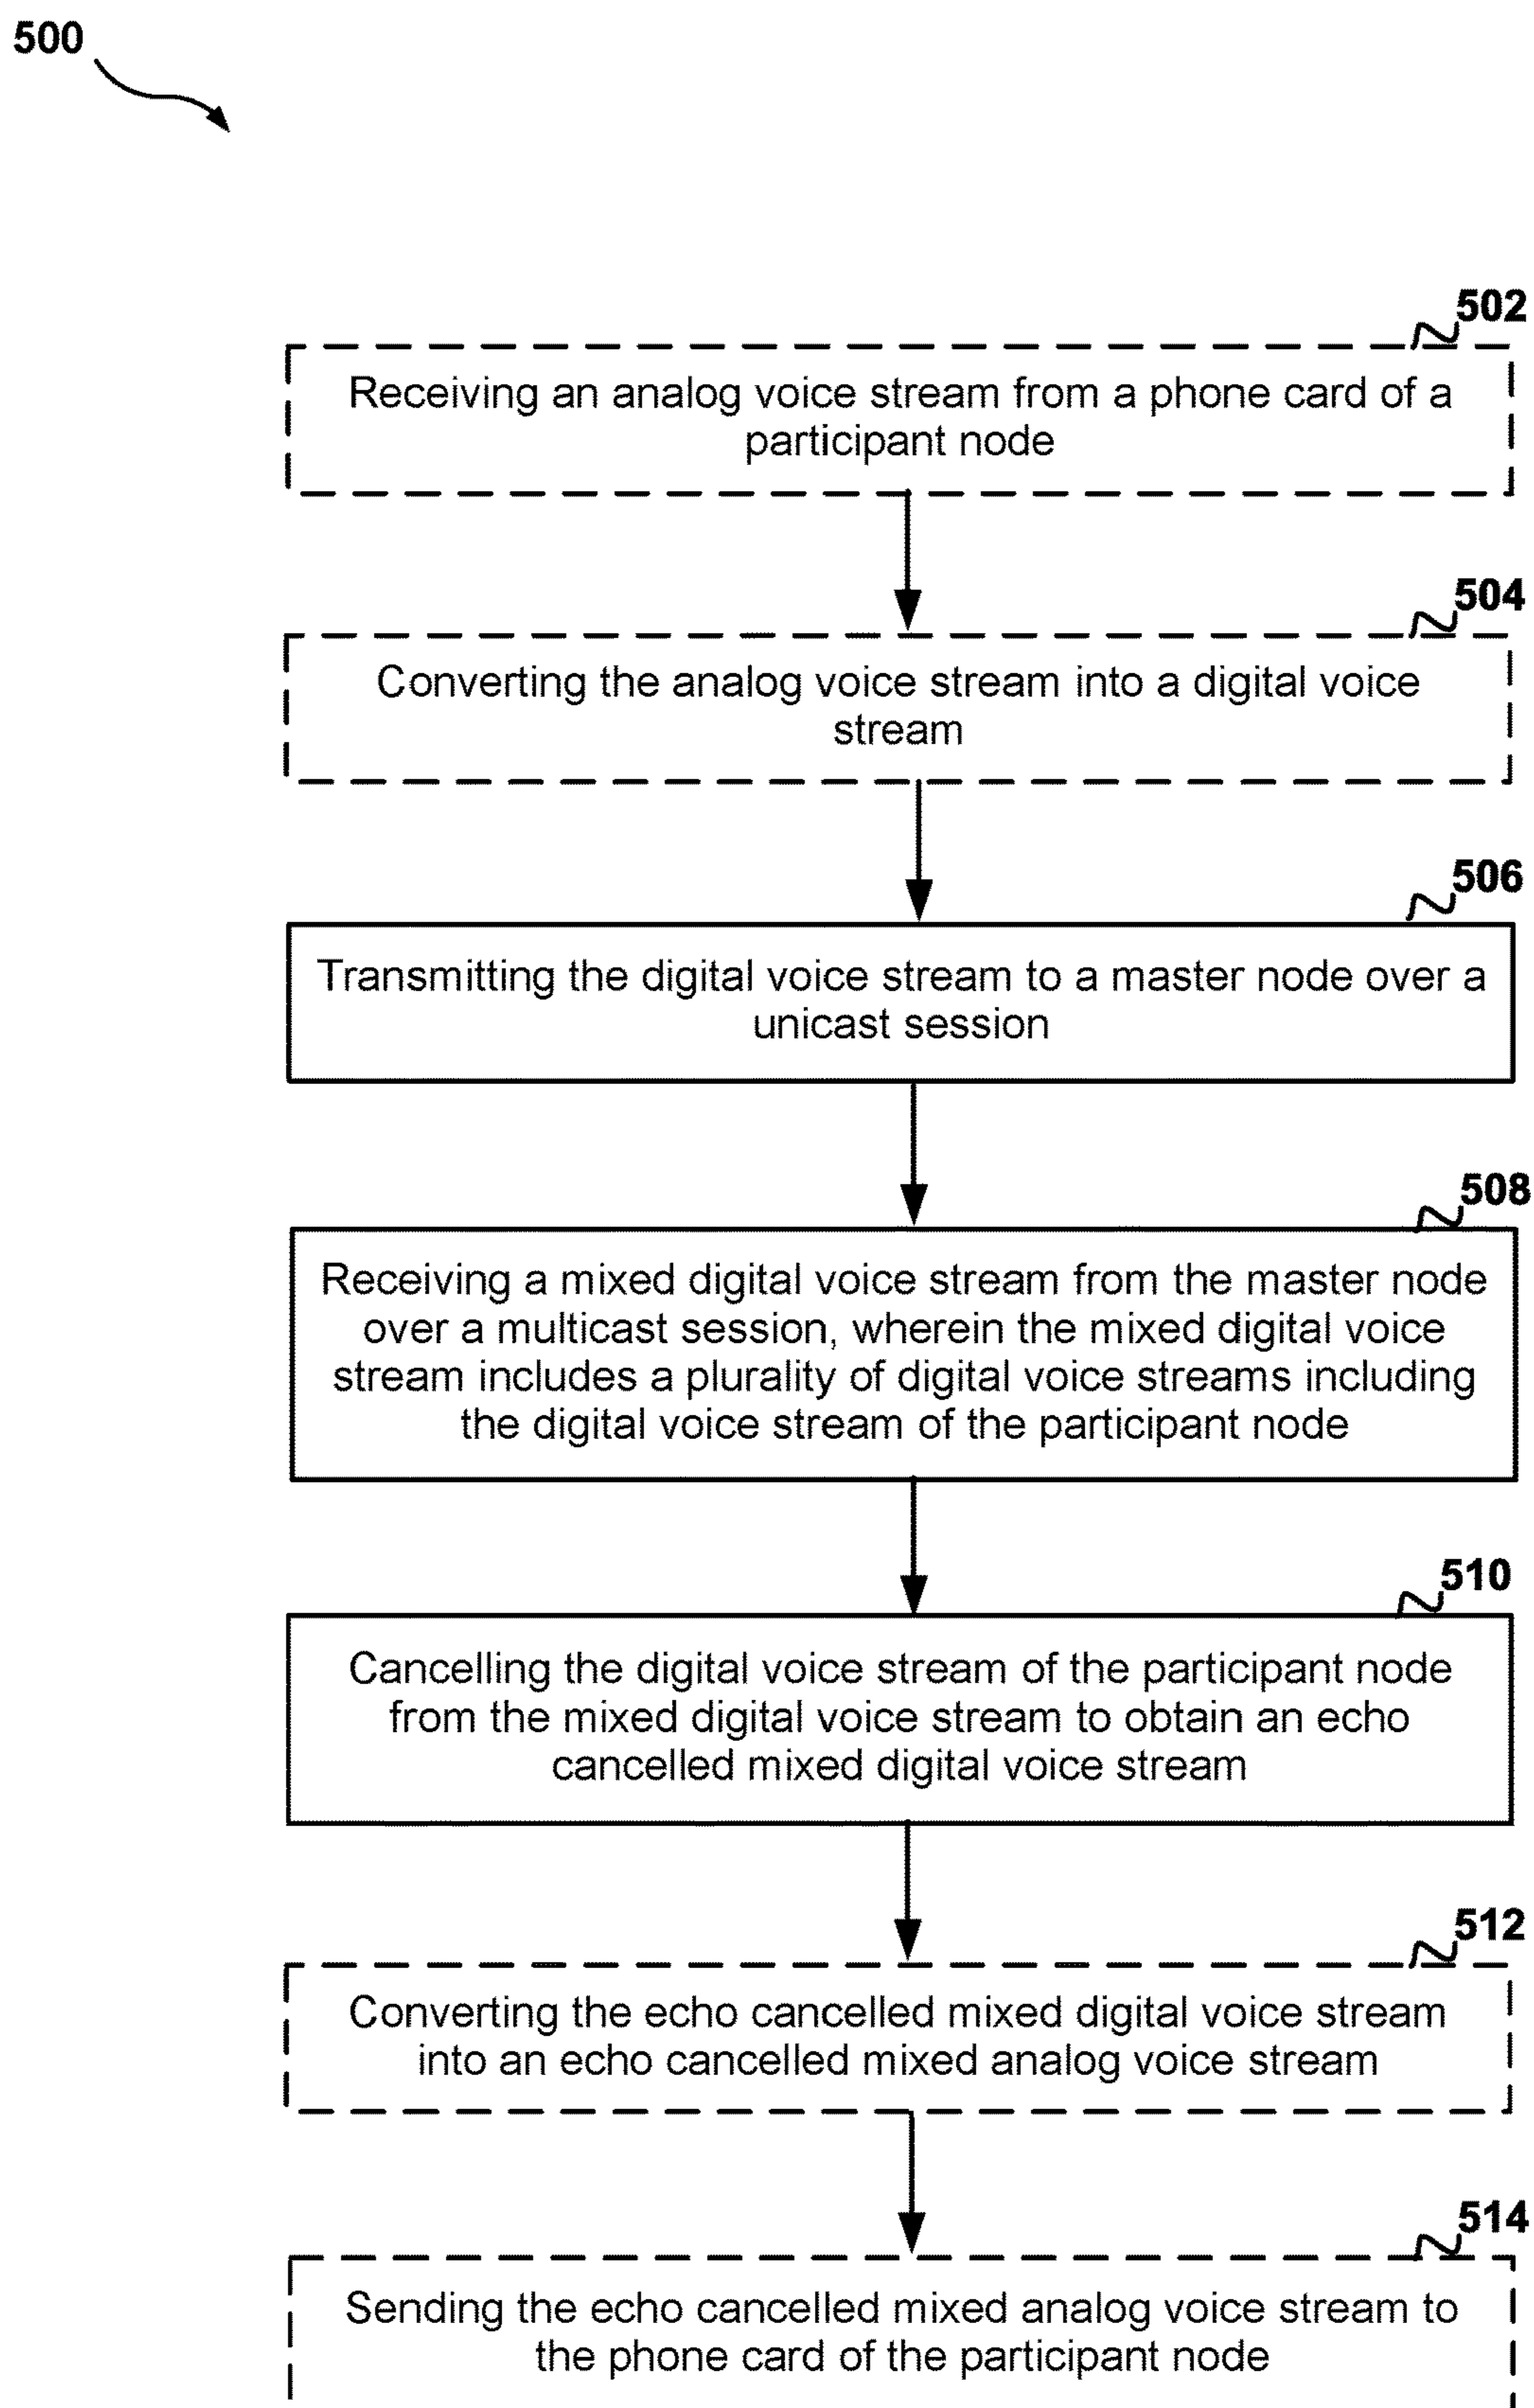 500
502
Receiving an analog voice stream from a phone card of a
participant node
504
Converting the analog voice stream into a digital voice
stream
506
Transmitting the digital voice stream to a master node over a
unicast session
508
Receiving a mixed digital voice stream from the master node
over a multicast session, wherein the mixed digital voice
stream includes a plurality of digital voice streams including
the digital voice stream of the participant node
510
Cancelling the digital voice stream of the participant node
from the mixed digital voice stream to obtain an echo
cancelled mixed digital voice stream
512
Converting the echo cancelled mixed digital voice stream
into an echo cancelled mixed analog voice stream
514
Sending the echo cancelled mixed analog voice stream to
the phone card of the participant node